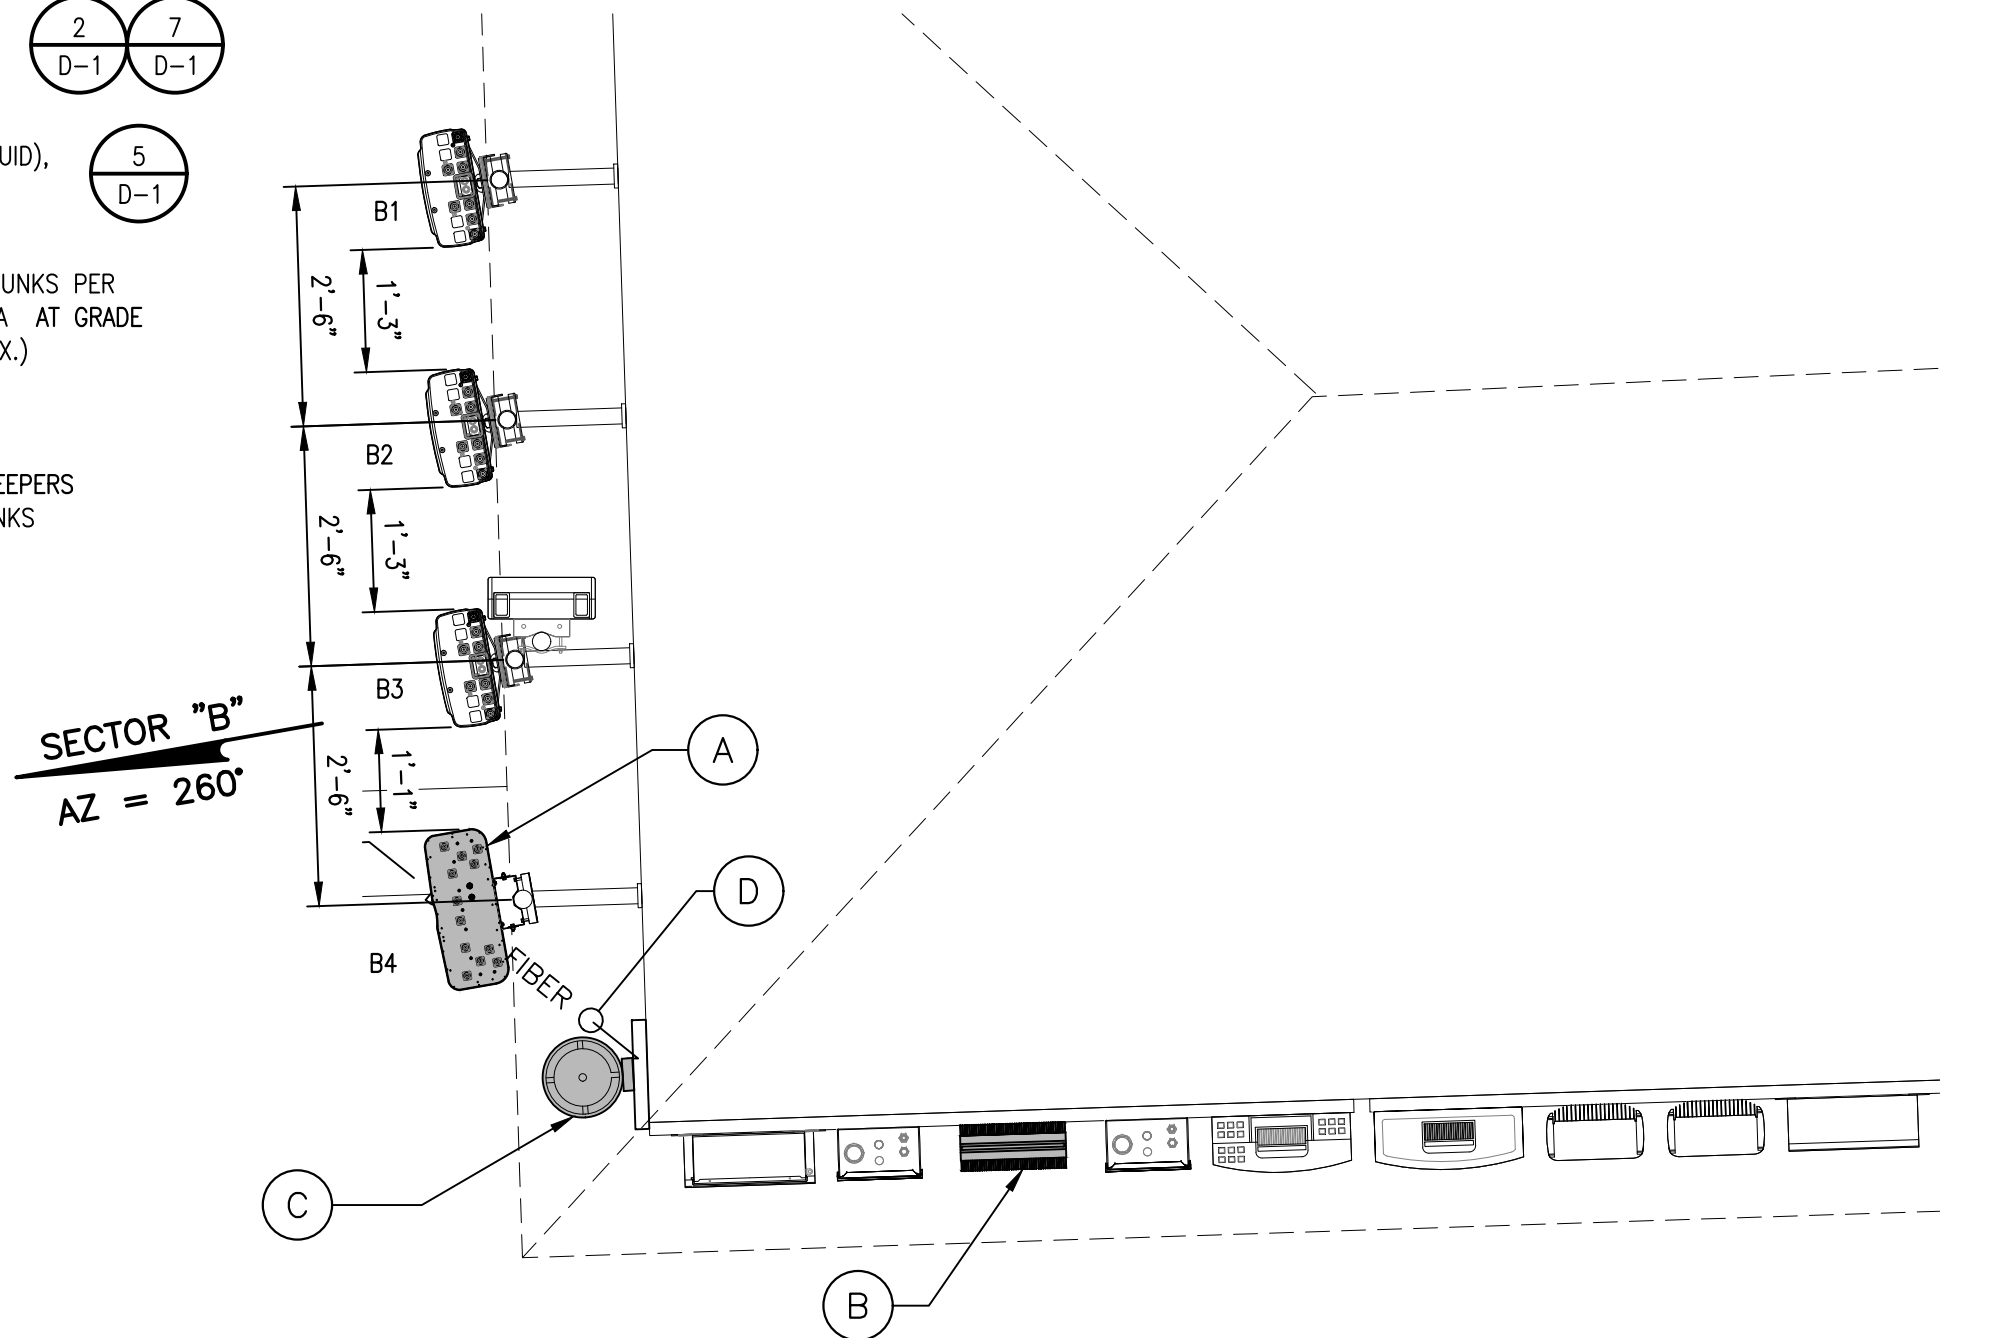 2
D-1
7
D-1
UID),
5
D-1
UNKS PER
A AT GRADE
X.)
EEPERS
NKS
B1
2'-6"
1'-3"
B2
2'-6"
1'-3"
B3
SECTOR "B"
AZ = 260°
2'-6"
1'-1"
A
D
B4
FIBER
C
B